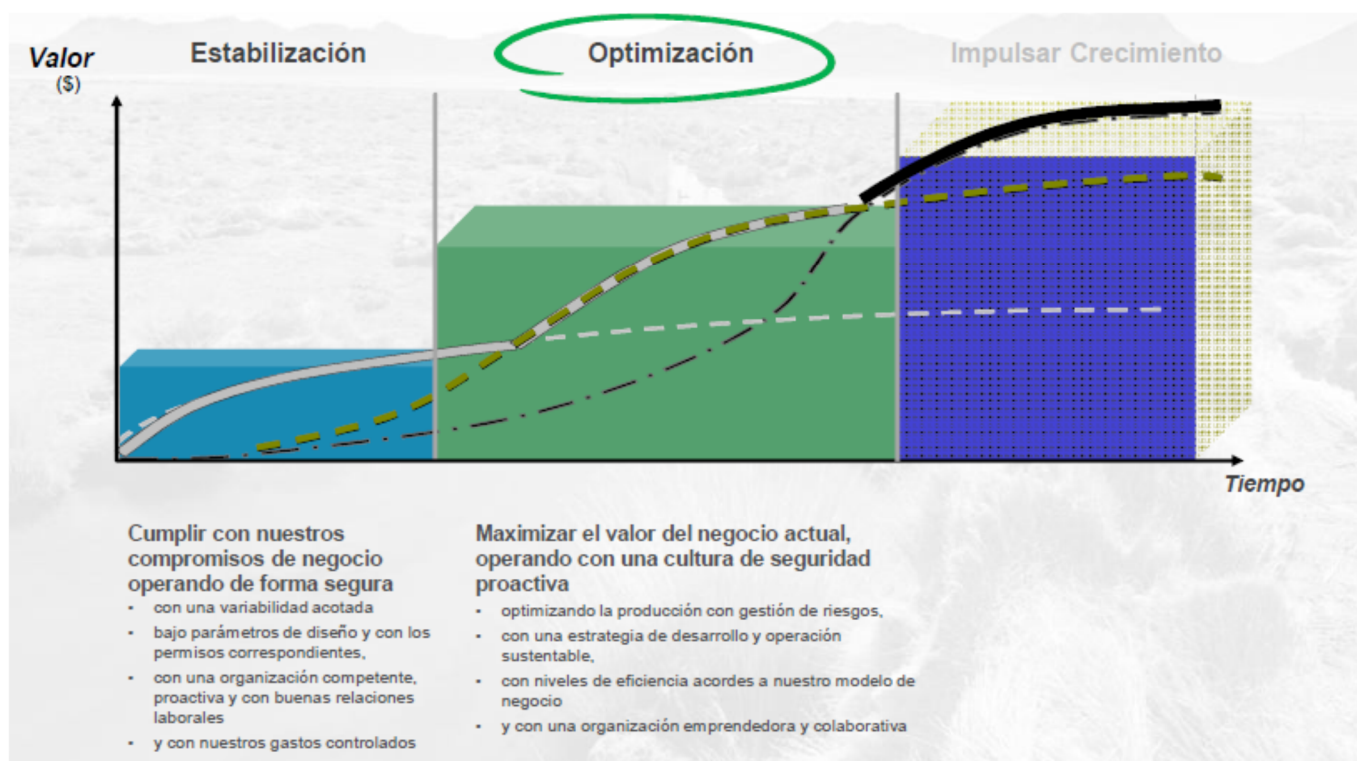 Valor
($)
Estabilización
Optimización
Impulsar Crecimiento
Tiempo
Cumplir con nuestros
compromisos de negocio
operando de forma segura
- con una variabilidad acotada
- bajo parámetros de diseño y con los
permisos correspondientes,
- con una organización competente,
proactiva y con buenas relaciones
laborales
- y con nuestros gastos controlados
Maximizar el valor del negocio actual,
operando con una cultura de seguridad
proactiva
- optimizando la producción con gestión de riesgos,
- con una estrategia de desarrollo y operación
sustentable,
- con niveles de eficiencia acordes a nuestro modelo de
negocio
- y con una organización emprendedora y colaborativa